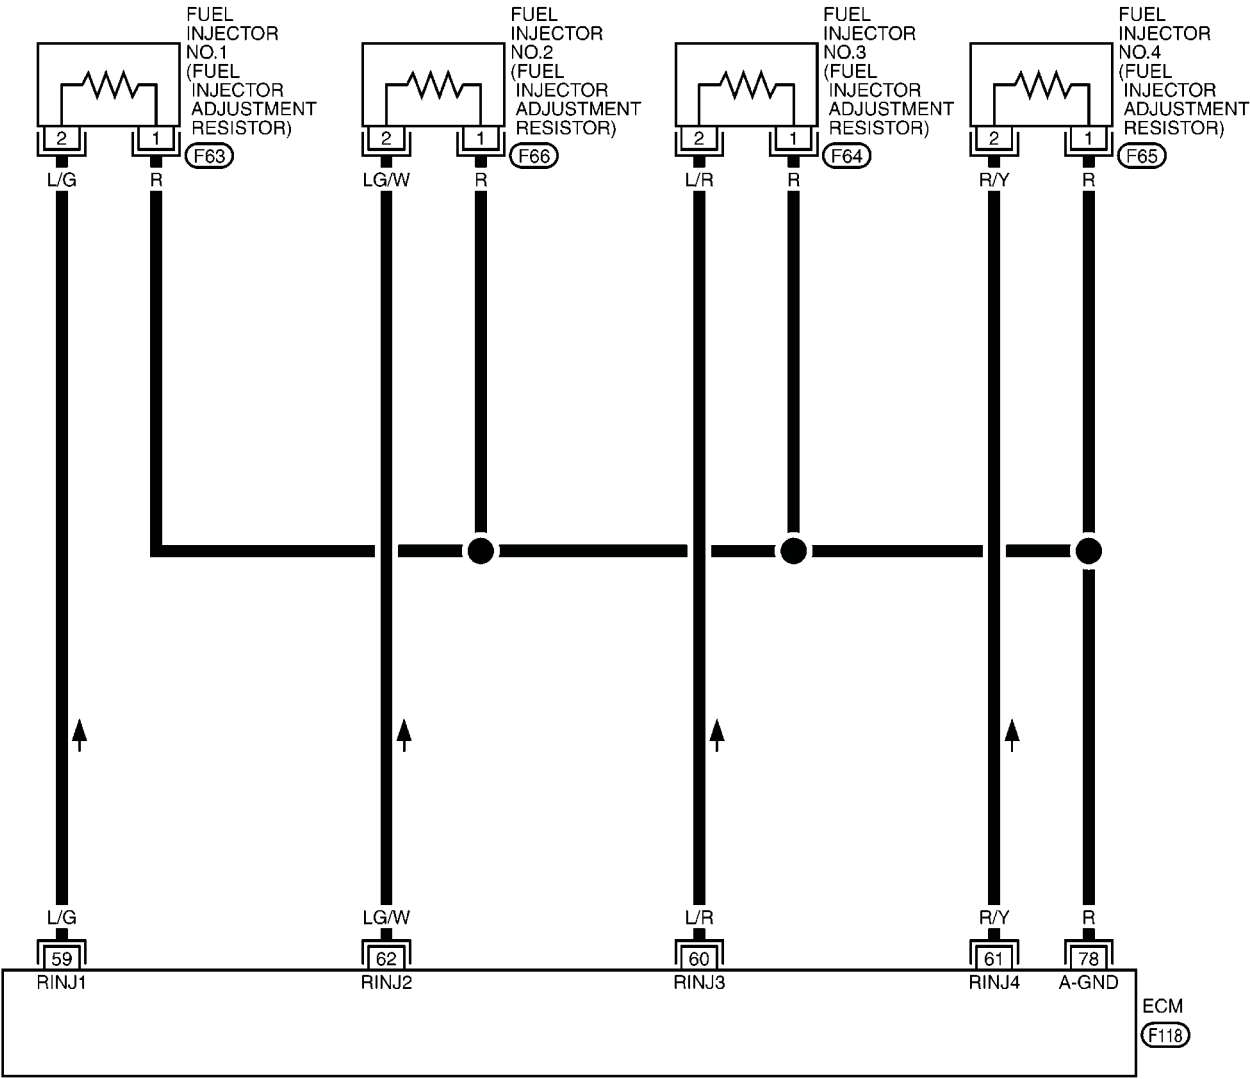 FUEL
INJECTOR
NO.1
(FUEL
INJECTOR
ADJUSTMENT
RESISTOR)
FUEL
INJECTOR
NO.2
(FUEL
INJECTOR
ADJUSTMENT
RESISTOR)
FUEL
INJECTOR
NO.3
(FUEL
INJECTOR
ADJUSTMENT
RESISTOR)
FUEL
INJECTOR
NO.4
(FUEL
INJECTOR
ADJUSTMENT
RESISTOR)
2 1 F63
2 1 F66
2 1 F64
2 1 F65
L/G R LG/W R L/R R R/Y R
L/G LG/W L/R R/Y R
59 62 60 61 78
RINJ1 RINJ2 RINJ3 RINJ4 A-GND
ECM
F118